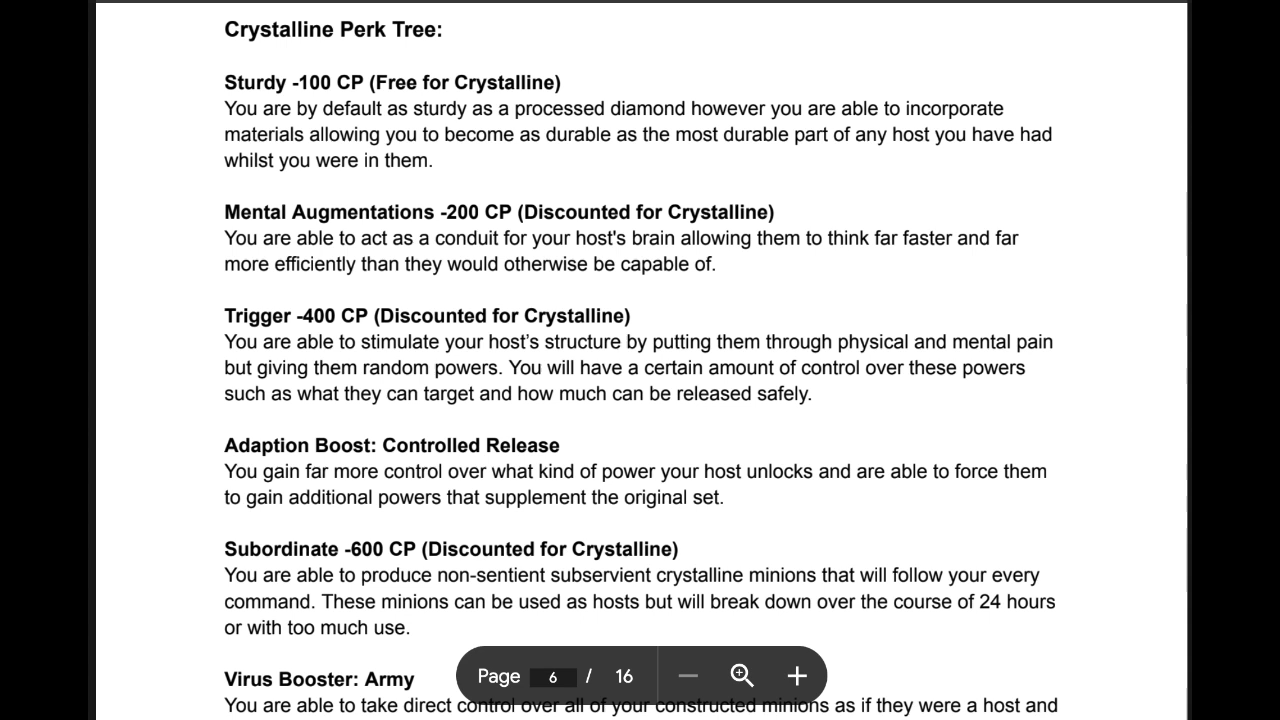 Crystalline Perk Tree:
Sturdy -100 CP (Free for Crystalline)
You are by default as sturdy as a processed diamond however you are able to incorporate
materials allowing you to become as durable as the most durable part of any host you have had
whilst you were in them.
Mental Augmentations -200 CP (Discounted for Crystalline)
You are able to act as a conduit for your host's brain allowing them to think far faster and far
more efficiently than they would otherwise be capable of.
Trigger -400 CP (Discounted for Crystalline)
You are able to stimulate your host’s structure by putting them through physical and mental pain
but giving them random powers. You will have a certain amount of control over these powers
such as what they can target and how much can be released safely.
Adaption Boost: Controlled Release
You gain far more control over what kind of power your host unlocks and are able to force them
to gain additional powers that supplement the original set.
Subordinate -600 CP (Discounted for Crystalline)
You are able to produce non-sentient subservient crystalline minions that will follow your every
command. These minions can be used as hosts but will break down over the course of 24 hours
or with too much use.
Virus Booster: Army
You are able to take direct control over all of your constructed minions as if they were a host and
Page 6 / 16